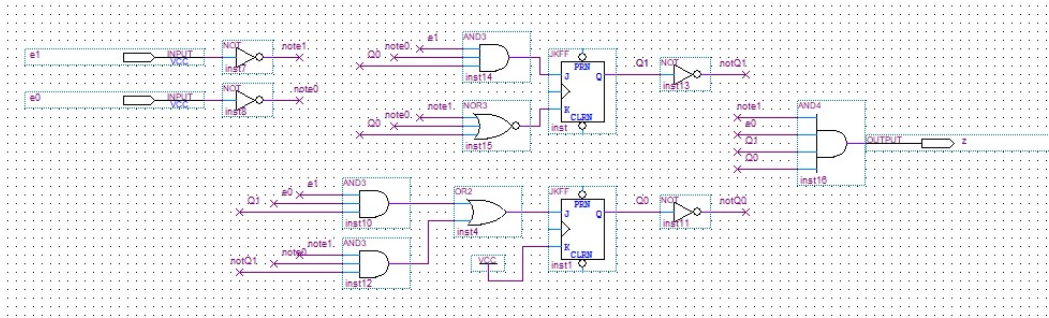 e1
INPUT
VCC
NOT
inst7
note1
e0
INPUT
VCC
NOT
inst8
note0
e1
note0.
Q0
AND3
inst14
note1.
note0.
Q0
NOR3
inst15
JKFF
PRN
J
Q
K
CLRN
inst
Q1
NOT
inst13
notQ1
note1.
e0
Q1
Q0
AND4
inst16
OUTPUT
z
e1
e0
Q1
AND3
inst10
note1.
note0
notQ1
AND3
inst12
OR2
inst4
VCC
JKFF
PRN
J
Q
K
CLRN
inst1
Q0
NOT
inst11
notQ0